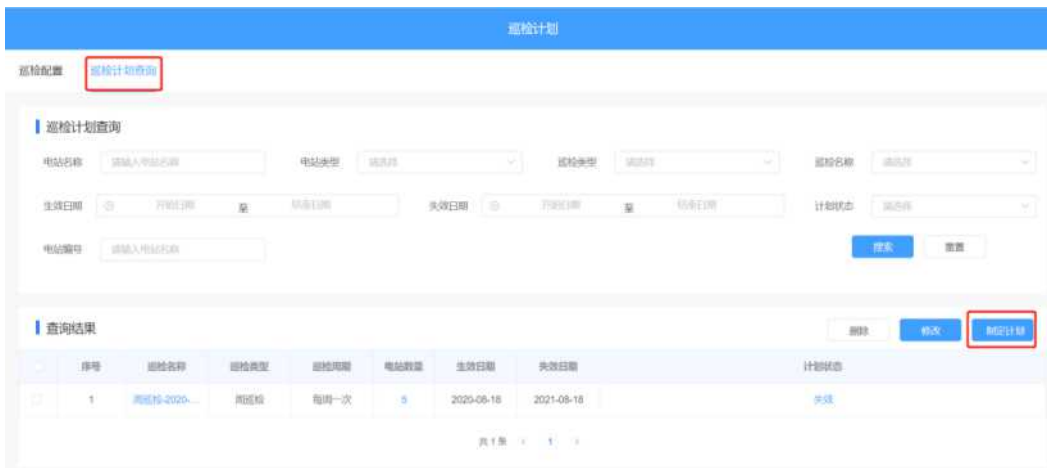 巡检计划
巡检配置 巡检计划查询
巡检计划查询
电站名称 请输入电站名称 电站类型 请选择 巡检类型 请选择 巡检名称 请选择
生效日期 开始日期 至 结束日期 失效日期 开始日期 至 结束日期 计划状态 请选择
电站编号 请输入电站名称 搜索 重置
查询结果 删除 修改 制定计划
序号 巡检名称 巡检类型 巡检周期 电站数量 生效日期 失效日期 计划状态
1 周巡检-2020-... 周巡检 每周一次 5 2020-08-18 2021-08-18 失效
共 1 条 < 1 >